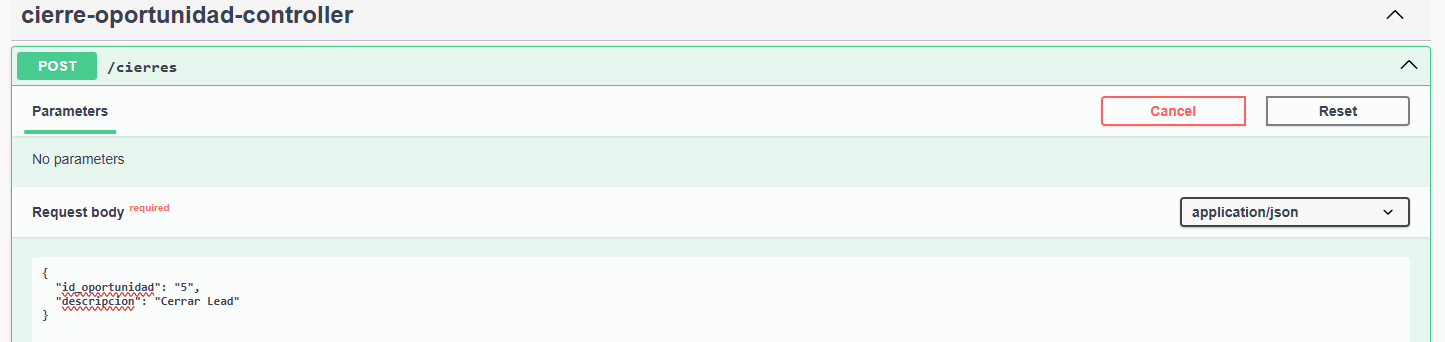 cierre-oportunidad-controller
POST /cierres
Parameters
Cancel
Reset
No parameters
Request body required
application/json
{
"id_oportunidad": "5",
"descripcion": "Cerrar Lead"
}